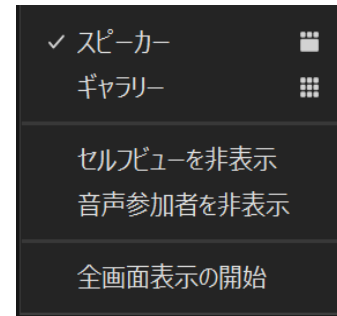 スピーカー
ギャラリー
セルフビューを非表示
音声参加者を非表示
全画面表示の開始